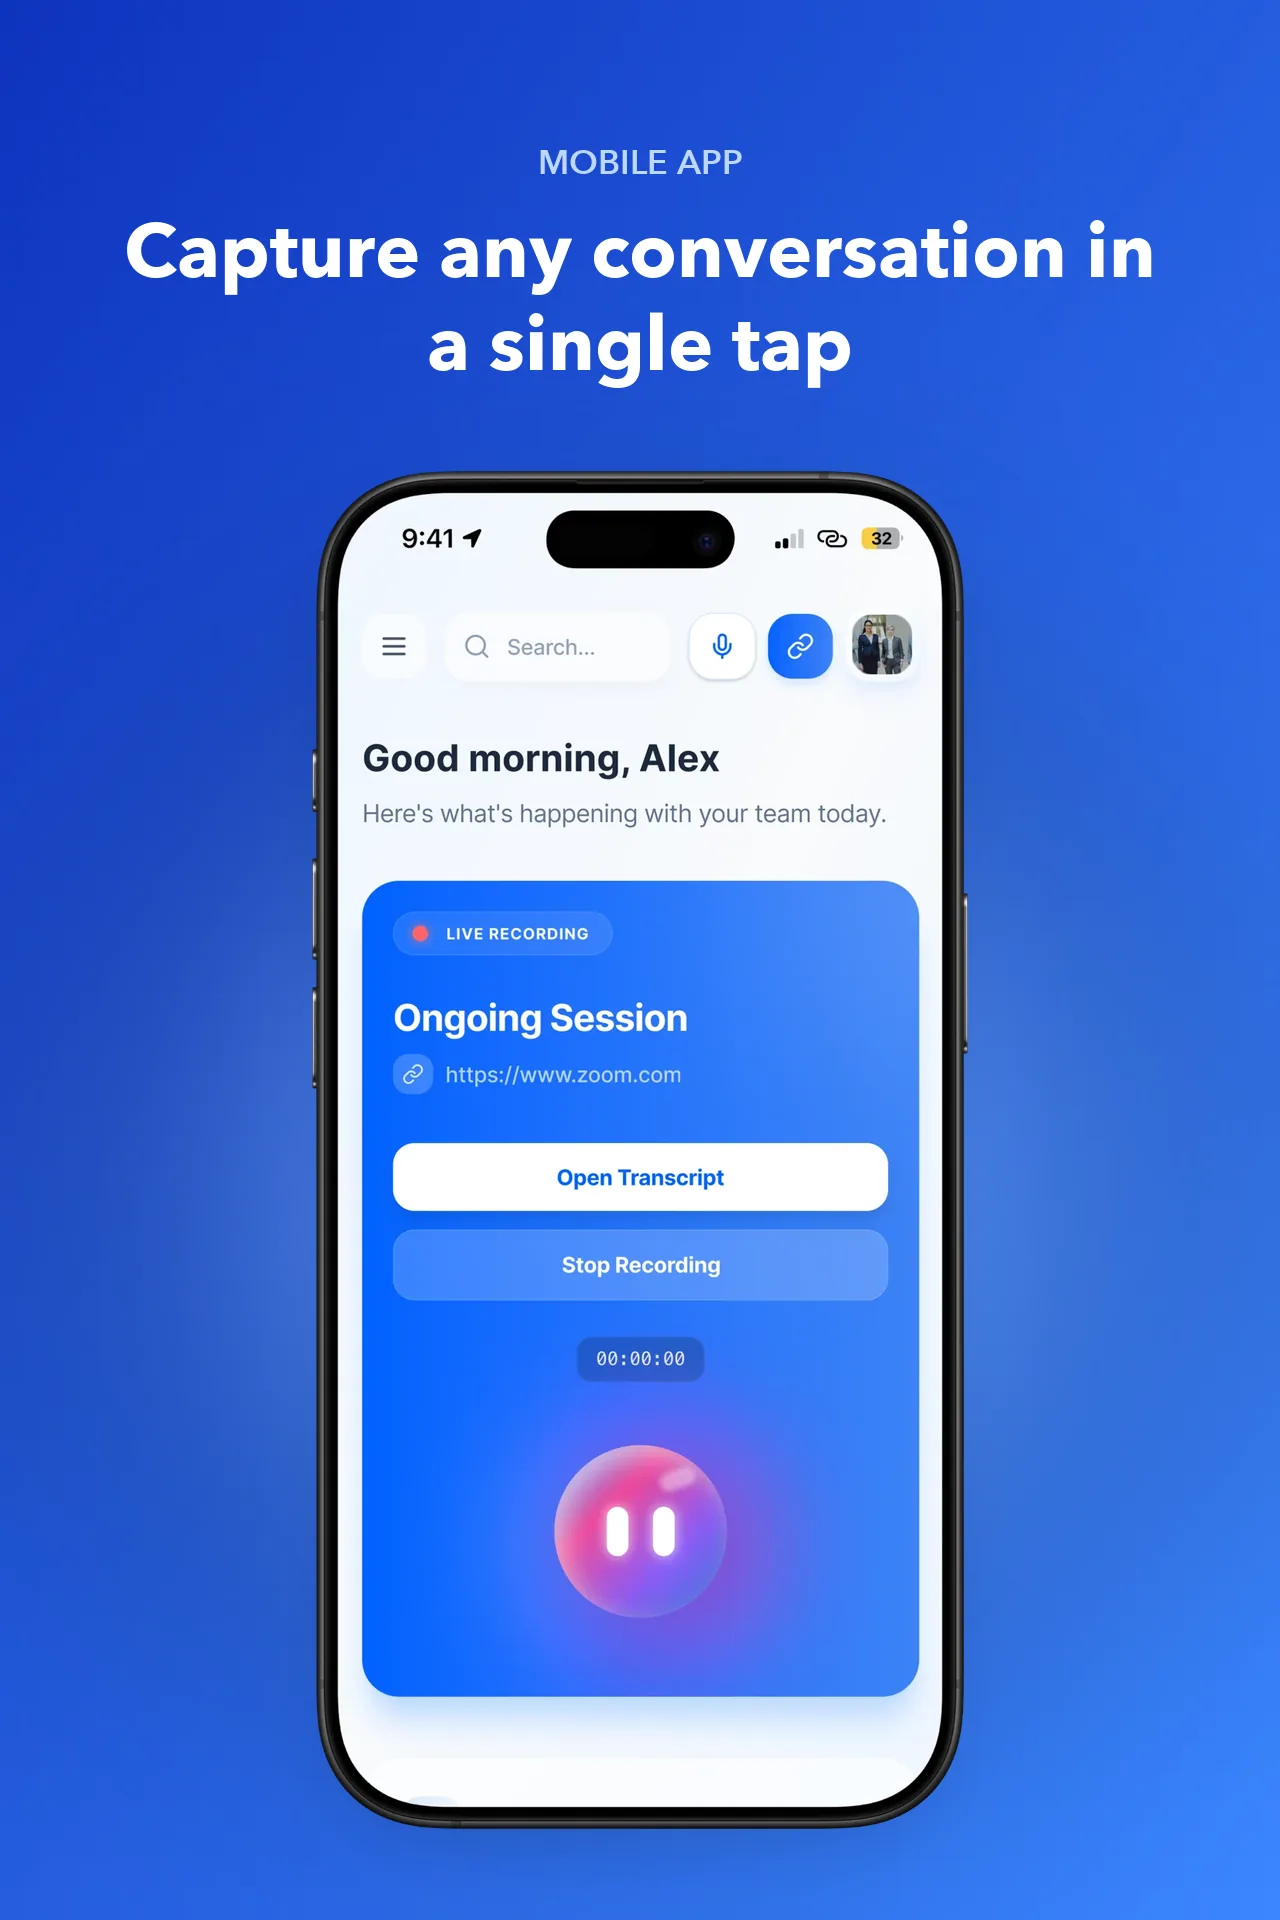 MOBILE APP
Capture any conversation in
a single tap
9:41
32
Search...
Good morning, Alex
Here's what's happening with your team today.
LIVE RECORDING
Ongoing Session
https://www.zoom.com
Open Transcript
Stop Recording
00:00:00